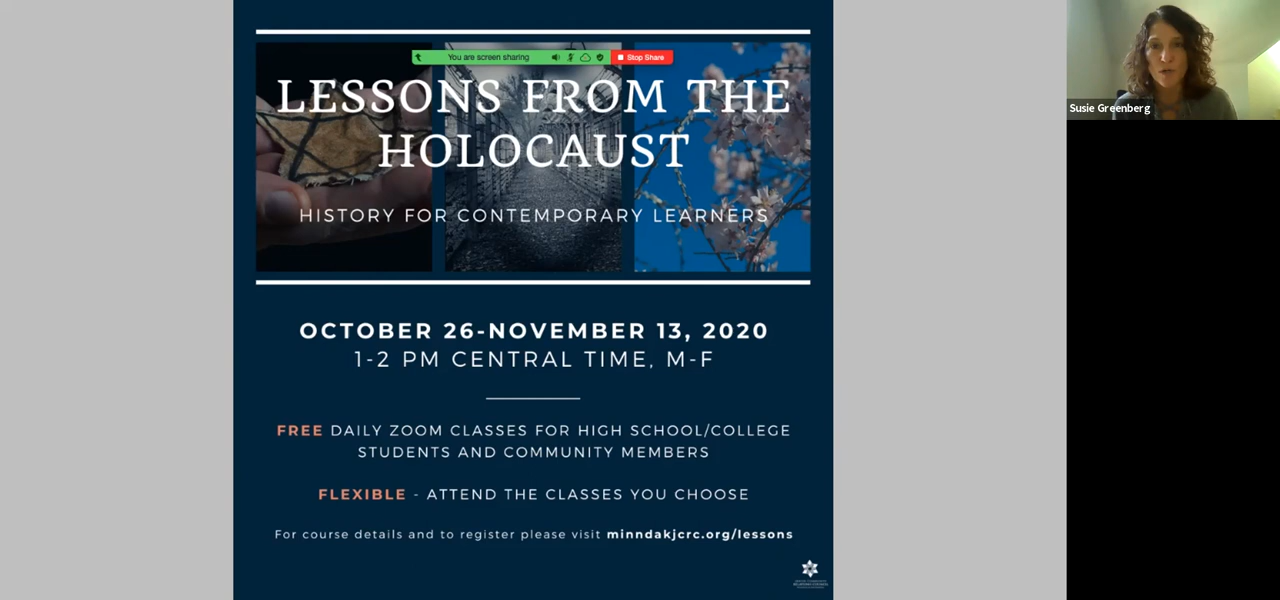 You are screen sharing
Stop Share
LESSONS FROM THE
HOLOCAUST
HISTORY FOR CONTEMPORARY LEARNERS
OCTOBER 26-NOVEMBER 13, 2020
1-2 PM CENTRAL TIME, M-F
FREE DAILY ZOOM CLASSES FOR HIGH SCHOOL/COLLEGE
STUDENTS AND COMMUNITY MEMBERS
FLEXIBLE - ATTEND THE CLASSES YOU CHOOSE
For course details and to register please visit minndakjcrc.org/lessons
Susie Greenberg